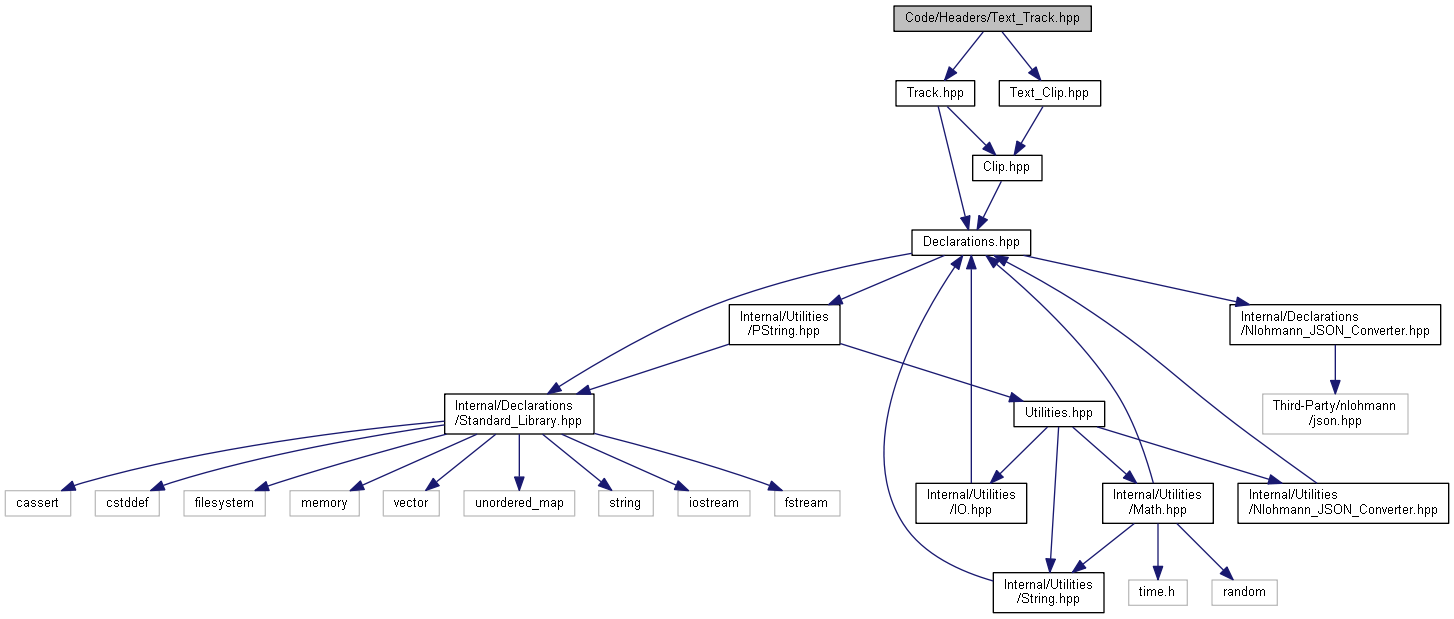 Code/Headers/Text_Track.hpp
Track.hpp
Text_Clip.hpp
Clip.hpp
Declarations.hpp
Internal/Utilities
/PString.hpp
Internal/Declarations
/Nlohmann_JSON_Converter.hpp
Internal/Declarations
/Standard_Library.hpp
Utilities.hpp
Third-Party/nlohmann
/json.hpp
cassert
cstddef
filesystem
memory
vector
unordered_map
string
iostream
fstream
Internal/Utilities
/IO.hpp
Internal/Utilities
/Math.hpp
Internal/Utilities
/Nlohmann_JSON_Converter.hpp
Internal/Utilities
/String.hpp
time.h
random